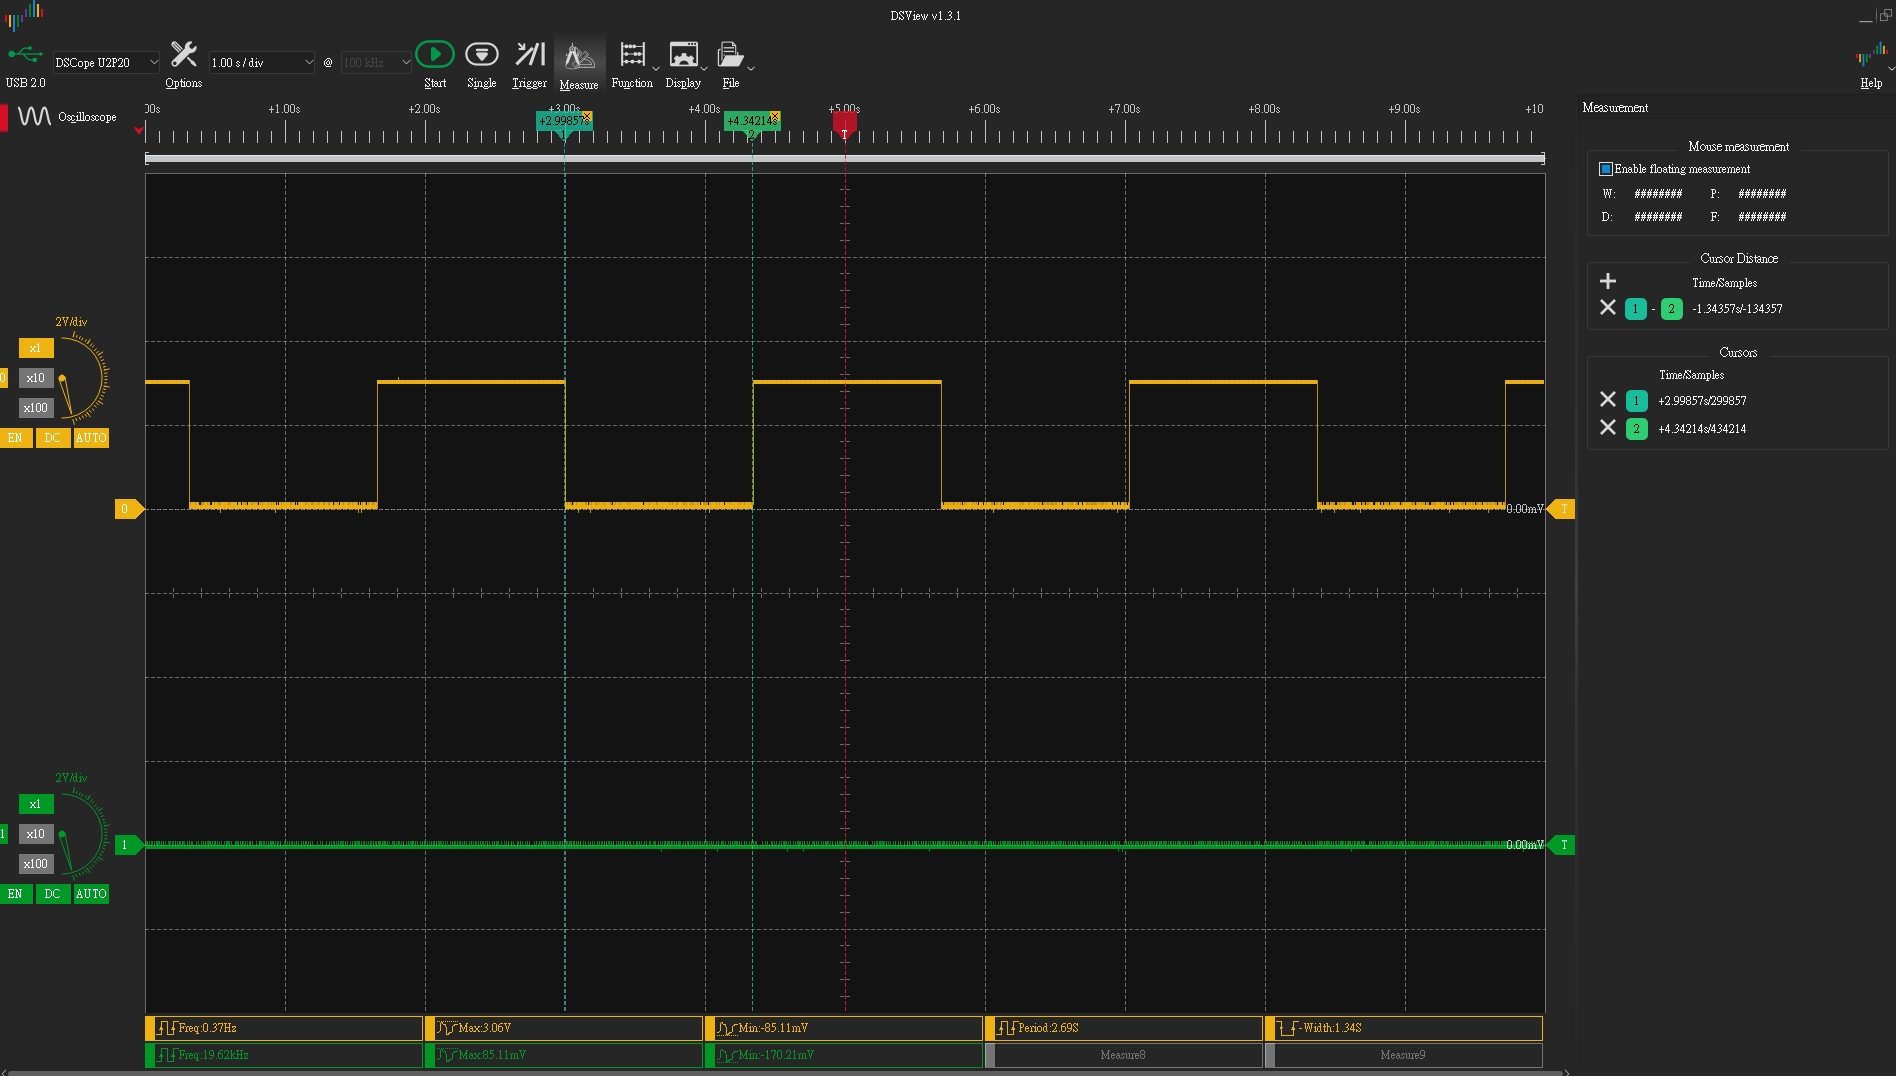 DSView v1.3.1
USB 2.0
DSCope U2P20
Options
1.00 s / div
@
100 kHz
Start
Single
Trigger
Measure
Function
Display
File
Help
Oscilloscope
00s +1.00s +2.00s +3.00s +4.00s +5.00s +6.00s +7.00s +8.00s +9.00s +10
+2.99857s
1
+4.34214s
2
T
Measurement
Mouse measurement
Enable floating measurement
W: ######## P: ########
D: ######## F: ########
Cursor Distance
Time/Samples
1 - 2 -1.34357s/-134357
Cursors
Time/Samples
1 +2.99857s/299857
2 +4.34214s/434214
2V/div
x1
0 x10
x100
EN DC AUTO
0
0.00mV T
2V/div
x1
1 x10
x100
EN DC AUTO
1
0.00mV T
Freq:0.37Hz Max:3.06V Min:-85.11mV Period:2.69S -Width:1.34S
Freq:19.62kHz Max:85.11mV Min:-170.21mV Measure8 Measure9